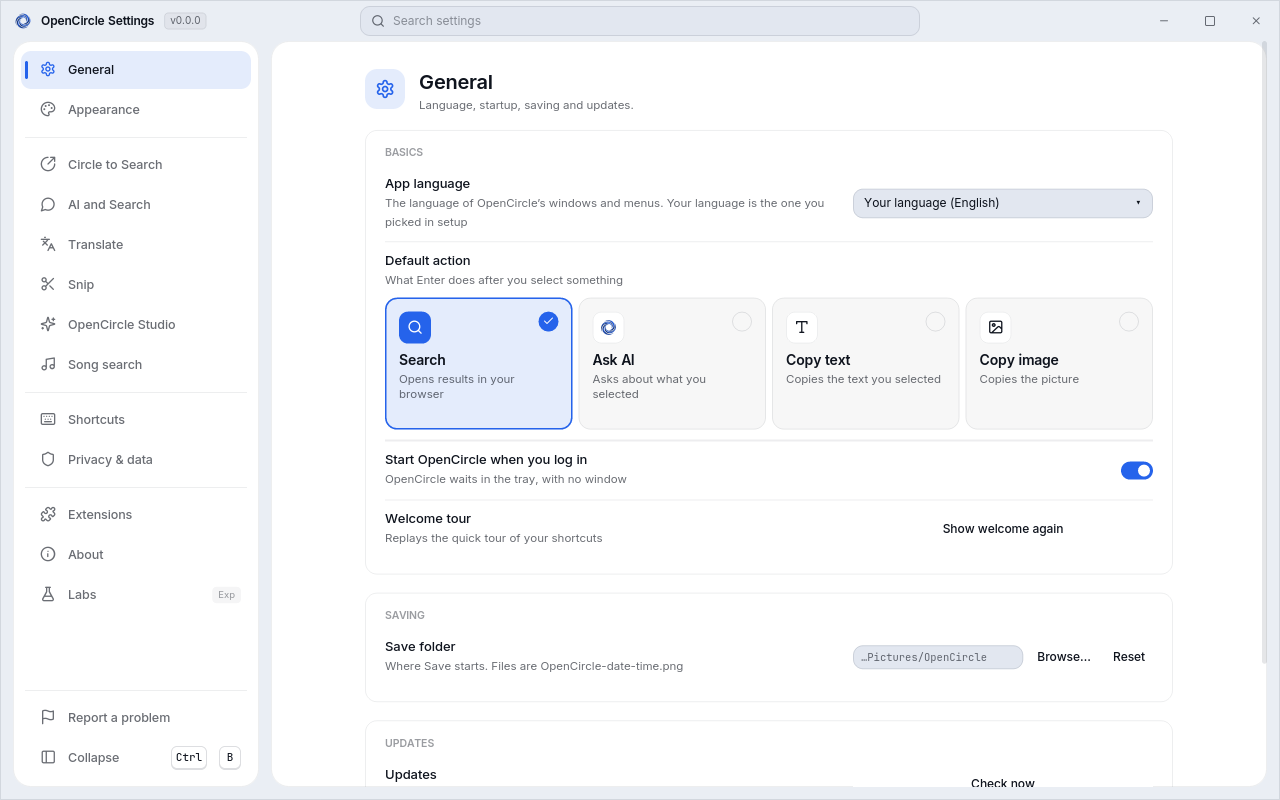 OpenCircle Settings v0.0.0
Search settings
General
Appearance
Circle to Search
AI and Search
Translate
Snip
OpenCircle Studio
Song search
Shortcuts
Privacy & data
Extensions
About
Labs Exp
Report a problem
Collapse Ctrl B
General
Language, startup, saving and updates.
BASICS
App language
The language of OpenCircle's windows and menus. Your language is the one you
picked in setup
Your language (English)
Default action
What Enter does after you select something
Search
Opens results in your
browser
Ask AI
Asks about what you
selected
Copy text
Copies the text you selected
Copy image
Copies the picture
Start OpenCircle when you log in
OpenCircle waits in the tray, with no window
Welcome tour
Replays the quick tour of your shortcuts
Show welcome again
SAVING
Save folder
Where Save starts. Files are OpenCircle-date-time.png
…Pictures/OpenCircle Browse… Reset
UPDATES
Updates
Check now